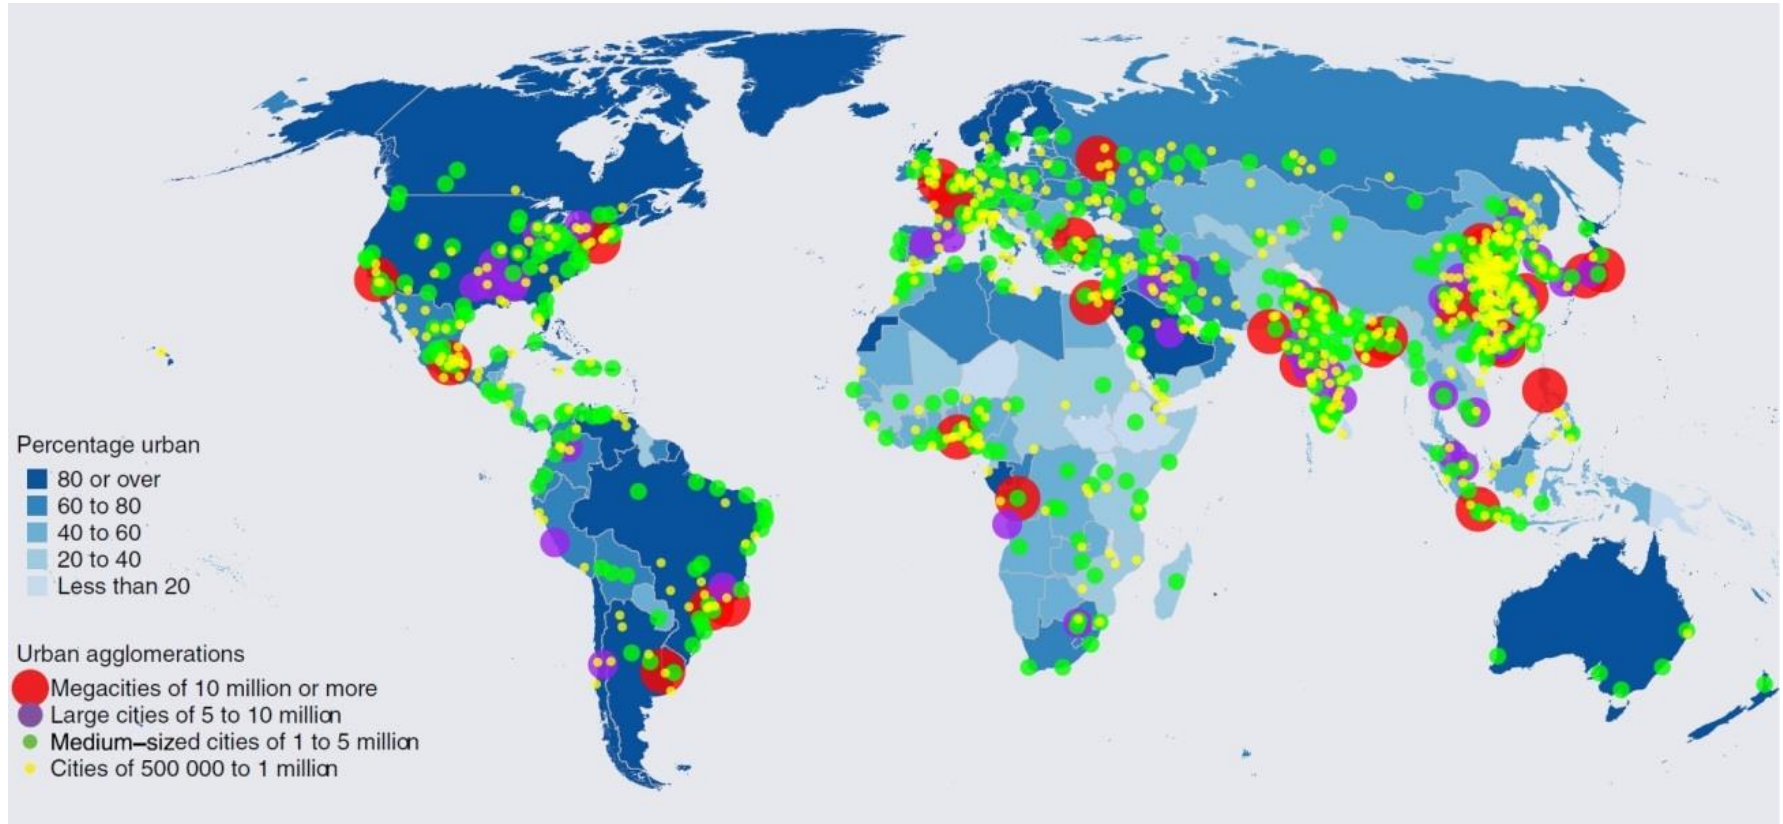 Percentage urban
80 or over
60 to 80
40 to 60
20 to 40
Less than 20
Urban agglomerations
Megacities of 10 million or more
Large cities of 5 to 10 million
Medium–sized cities of 1 to 5 million
Cities of 500 000 to 1 million